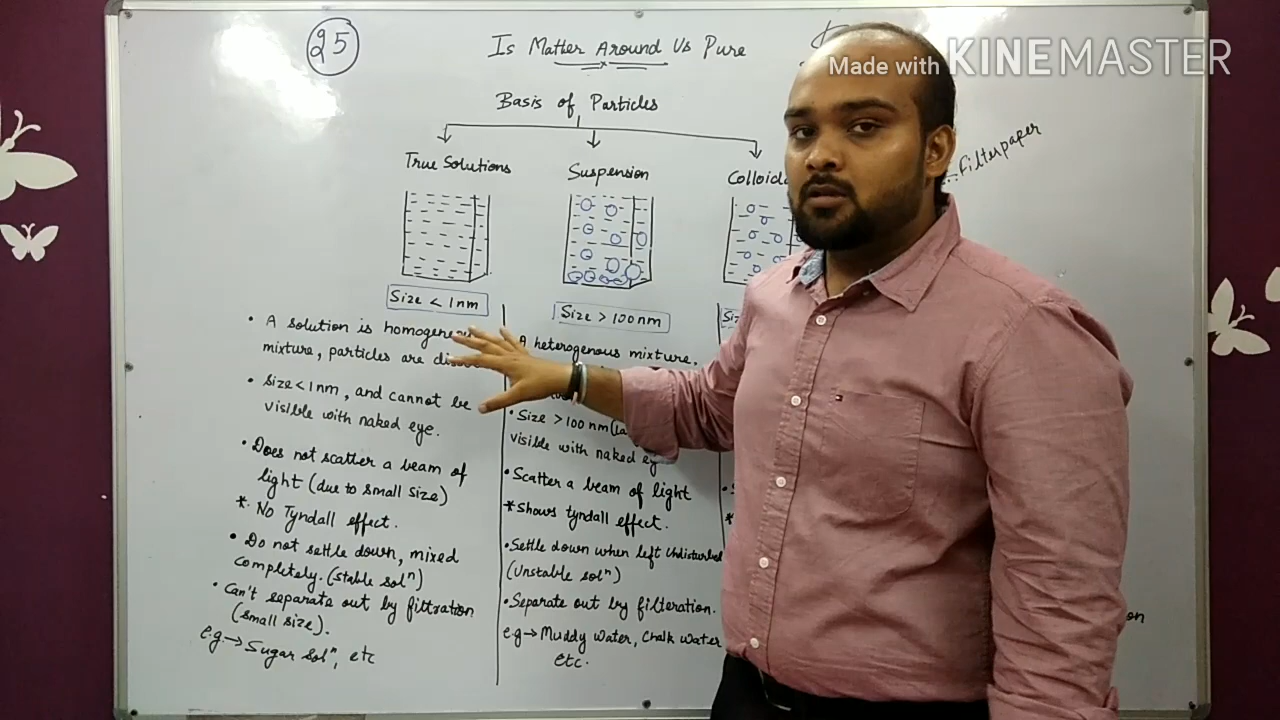 25
Is Matter Around Us Pure
Made with KINEMASTER
Basis of Particles
True Solutions
Suspension
Filterpaper
Size < 1nm
Size > 100nm
• A solution is
mixture, particles are
• Size < 1nm, and cannot be
visible with naked eye.
• Does not scatter a beam of
light (due to small size)
*. No Tyndall effect.
• Do not settle down, mixed
completely. (stable solⁿ)
• Can't separate out by filtration
(small size).
e.g → Sugar solⁿ, etc
A heterogenous mixture.
• Size > 100 nm
visible with naked
• Scatter a beam of light
* Shows tyndall effect.
• Settle down when left Undisturbed
(Unstable solⁿ)
• Separate out by filteration.
e.g → Muddy Water, Chalk Water
etc.
on